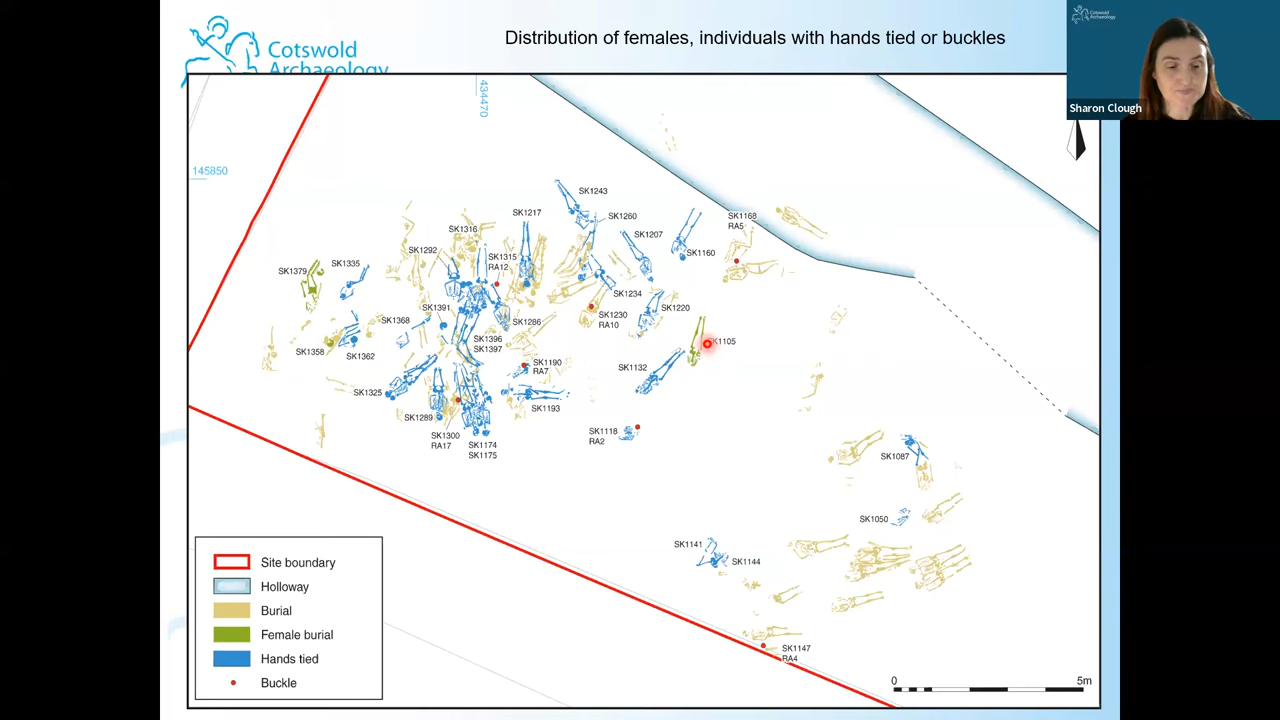 Distribution of females, individuals with hands tied or buckles
Cotswold
Archaeology
Cotswold
Archaeology
Sharon Clough
434470
145850
SK1243
SK1217
SK1260
SK1168
RA5
SK1316
SK1207
SK1292
SK1315
RA12
SK1160
SK1379
SK1335
SK1234
SK1391
SK1220
SK1230
RA10
SK1368
SK1286
SK1396
SK1397
SK1105
SK1358
SK1362
SK1190
RA7
SK1132
SK1325
SK1193
SK1289
SK1300
RA17
SK1174
SK1175
SK1118
RA2
SK1087
SK1050
SK1141
SK1144
SK1147
RA4
Site boundary
Holloway
Burial
Female burial
Hands tied
Buckle
0
5m